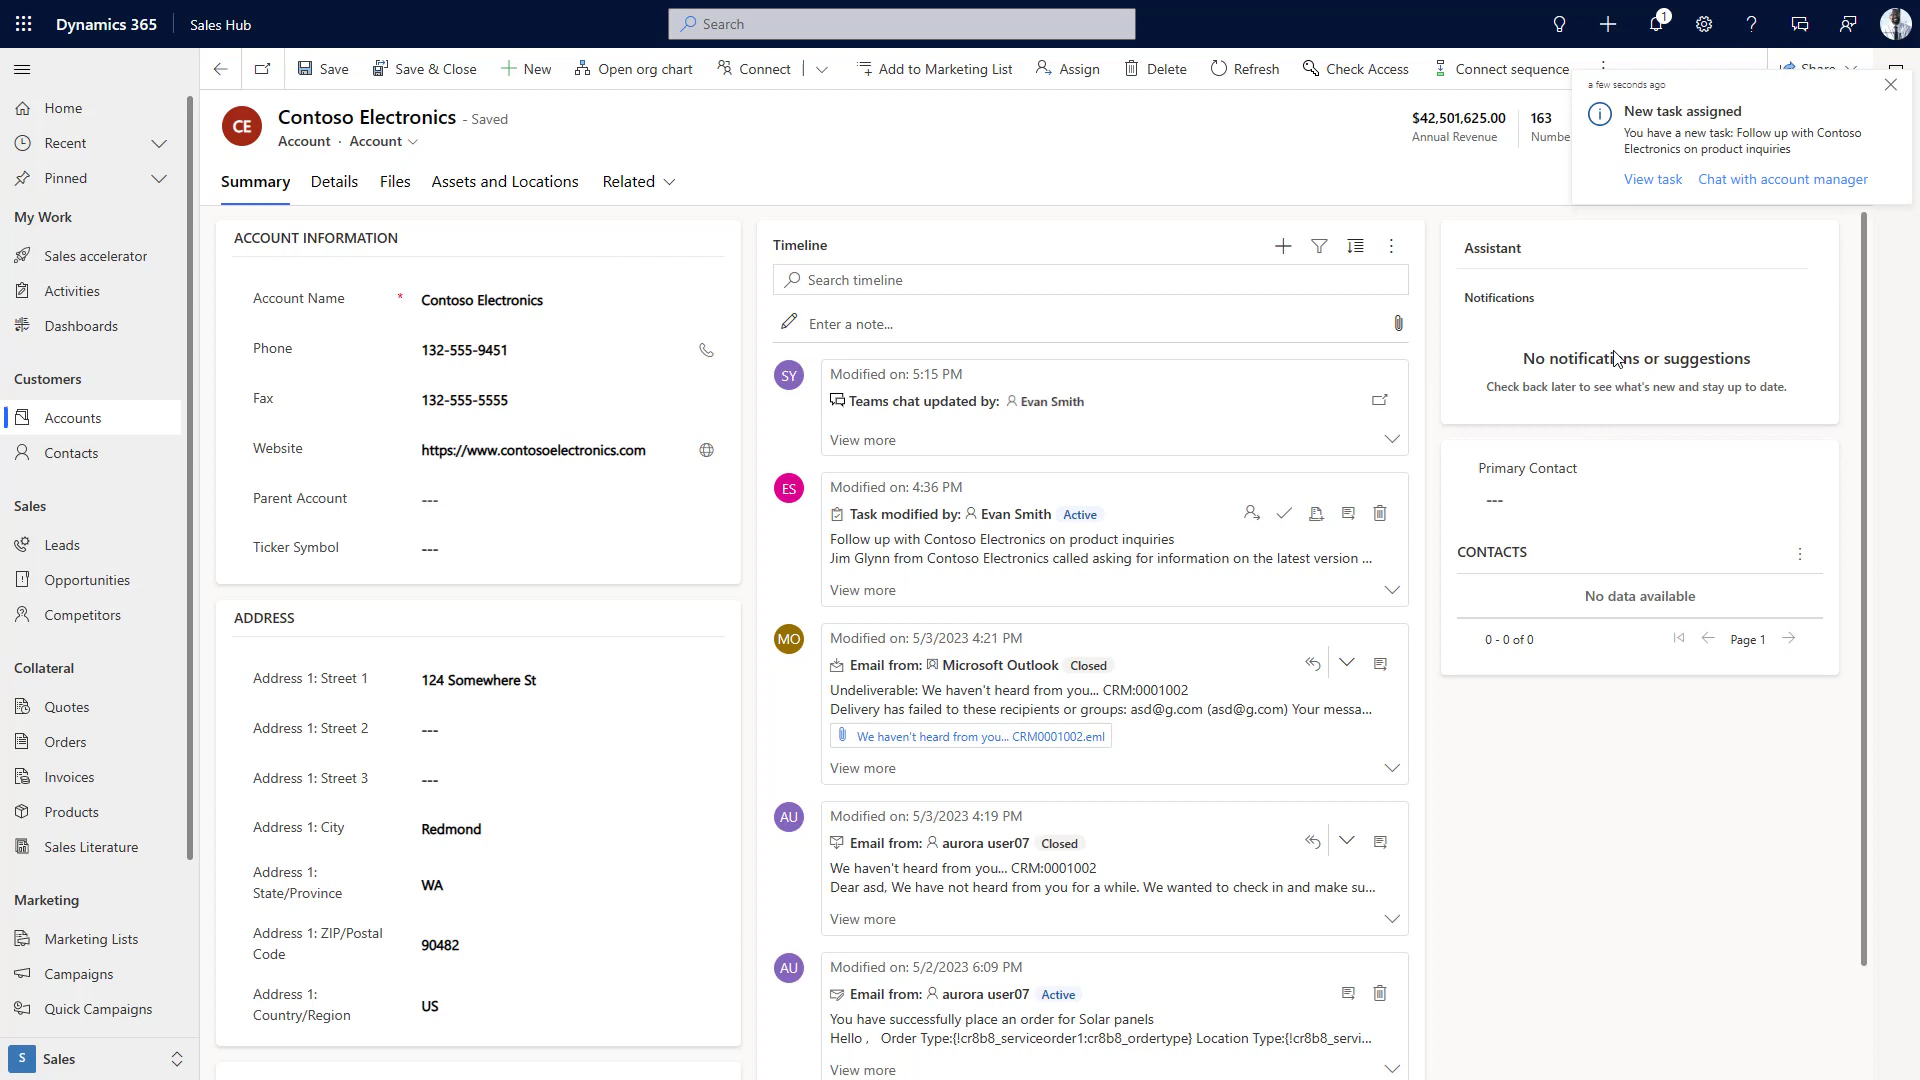 Dynamics 365
Sales Hub
Search
1
Save
Save & Close
New
Open org chart
Connect
Add to Marketing List
Assign
Delete
Refresh
Check Access
Connect sequence
Share
a few seconds ago
New task assigned
You have a new task: Follow up with Contoso
Electronics on product inquiries
View task
Chat with account manager
Home
Recent
Pinned
My Work
Sales accelerator
Activities
Dashboards
Customers
Accounts
Contacts
Sales
Leads
Opportunities
Competitors
Collateral
Quotes
Orders
Invoices
Products
Sales Literature
Marketing
Marketing Lists
Campaigns
Quick Campaigns
S
Sales
CE
Contoso Electronics - Saved
Account · Account
$42,501,625.00
Annual Revenue
163
Numbe
Summary
Details
Files
Assets and Locations
Related
ACCOUNT INFORMATION
Account Name * Contoso Electronics
Phone 132-555-9451
Fax 132-555-5555
Website https://www.contosoelectronics.com
Parent Account ---
Ticker Symbol ---
ADDRESS
Address 1: Street 1 124 Somewhere St
Address 1: Street 2 ---
Address 1: Street 3 ---
Address 1: City Redmond
Address 1:
State/Province WA
Address 1: ZIP/Postal
Code 90482
Address 1:
Country/Region US
Timeline
Search timeline
Enter a note...
SY
Modified on: 5:15 PM
Teams chat updated by: Evan Smith
View more
ES
Modified on: 4:36 PM
Task modified by: Evan Smith Active
Follow up with Contoso Electronics on product inquiries
Jim Glynn from Contoso Electronics called asking for information on the latest version ...
View more
MO
Modified on: 5/3/2023 4:21 PM
Email from: Microsoft Outlook Closed
Undeliverable: We haven't heard from you... CRM:0001002
Delivery has failed to these recipients or groups: asd@g.com (asd@g.com) Your messa...
We haven't heard from you... CRM0001002.eml
View more
AU
Modified on: 5/3/2023 4:19 PM
Email from: aurora user07 Closed
We haven't heard from you... CRM:0001002
Dear asd, We have not heard from you for a while. We wanted to check in and make su...
View more
AU
Modified on: 5/2/2023 6:09 PM
Email from: aurora user07 Active
You have successfully place an order for Solar panels
Hello , Order Type:{!cr8b8_serviceorder1:cr8b8_ordertype} Location Type:{!cr8b8_servi...
View more
Assistant
Notifications
No notifications or suggestions
Check back later to see what's new and stay up to date.
Primary Contact
---
CONTACTS
No data available
0 - 0 of 0
Page 1